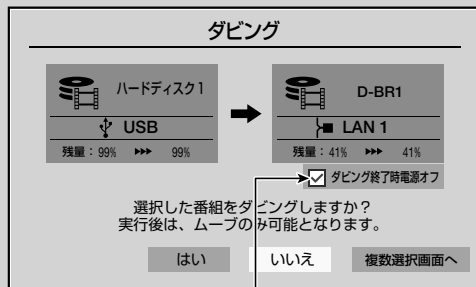 ダビング
ハードディスク1
USB
残量：99% ▸▸▸ 99%
D-BR1
LAN 1
残量：41% ▸▸▸ 41%
ダビング終了時電源オフ
選択した番組をダビングしますか？
実行後は、ムーブのみ可能となります。
はい
いいえ
複数選択画面へ